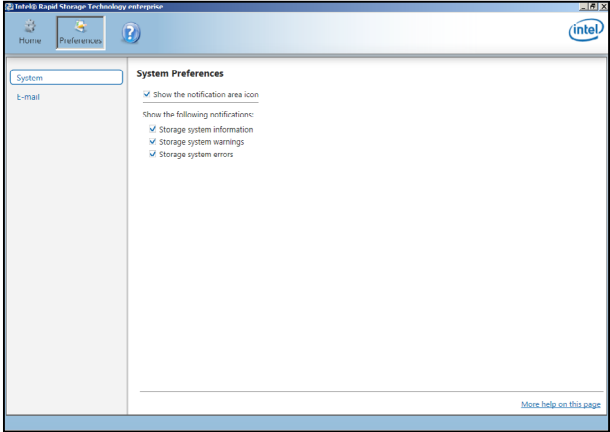 Intel® Rapid Storage Technology enterprise
Home
Preferences
?
intel
System
E-mail
System Preferences
Show the notification area icon
Show the following notifications:
Storage system information
Storage system warnings
Storage system errors
More help on this page